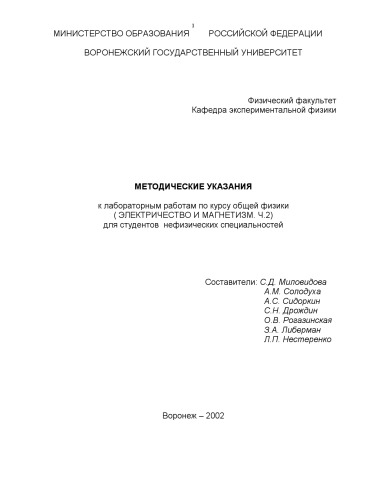 1
МИНИСТЕРСТВО ОБРАЗОВАНИЯ РОССИЙСКОЙ ФЕДЕРАЦИИ
ВОРОНЕЖСКИЙ ГОСУДАРСТВЕННЫЙ УНИВЕРСИТЕТ
Физический факультет
Кафедра экспериментальной физики
МЕТОДИЧЕСКИЕ УКАЗАНИЯ
к лабораторным работам по курсу общей физики
( ЭЛЕКТРИЧЕСТВО И МАГНЕТИЗМ. Ч.2)
для студентов нефизических специальностей
Составители: С.Д. Миловидова
А.М. Солодуха
А.С. Сидоркин
С.Н. Дрождин
О.В. Рогазинская
З.А. Либерман
Л.П. Нестеренко
Воронеж – 2002